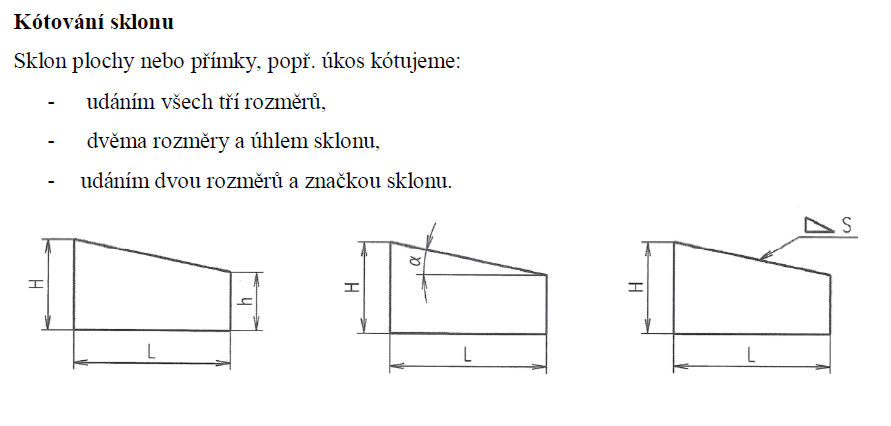 Kótování sklonu
Sklon plochy nebo přímky, popř. úkos kótujeme:
- udáním všech tří rozměrů,
- dvěma rozměry a úhlem sklonu,
- udáním dvou rozměrů a značkou sklonu.
S
H
h
L
H
α
L
H
L